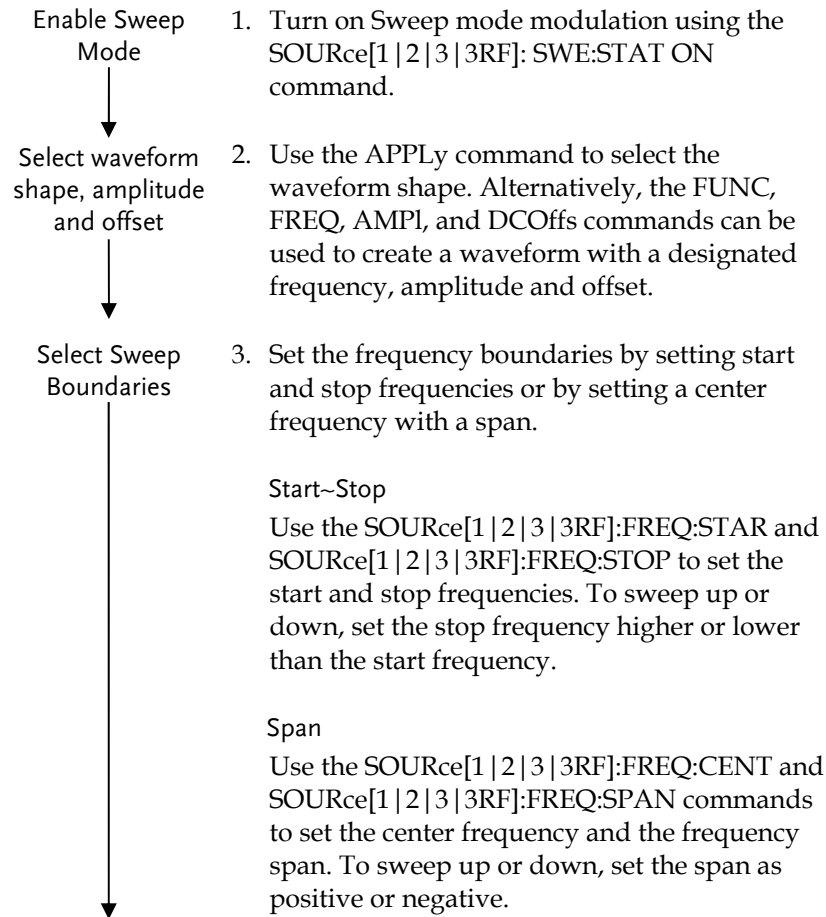 Enable Sweep
Mode
1. Turn on Sweep mode modulation using the
SOURce[1|2|3|3RF]: SWE:STAT ON
command.
Select waveform
shape, amplitude
and offset
2. Use the APPLy command to select the
waveform shape. Alternatively, the FUNC,
FREQ, AMPl, and DCOffs commands can be
used to create a waveform with a designated
frequency, amplitude and offset.
Select Sweep
Boundaries
3. Set the frequency boundaries by setting start
and stop frequencies or by setting a center
frequency with a span.
Start~Stop
Use the SOURce[1|2|3|3RF]:FREQ:STAR and
SOURce[1|2|3|3RF]:FREQ:STOP to set the
start and stop frequencies. To sweep up or
down, set the stop frequency higher or lower
than the start frequency.
Span
Use the SOURce[1|2|3|3RF]:FREQ:CENT and
SOURce[1|2|3|3RF]:FREQ:SPAN commands
to set the center frequency and the frequency
span. To sweep up or down, set the span as
positive or negative.